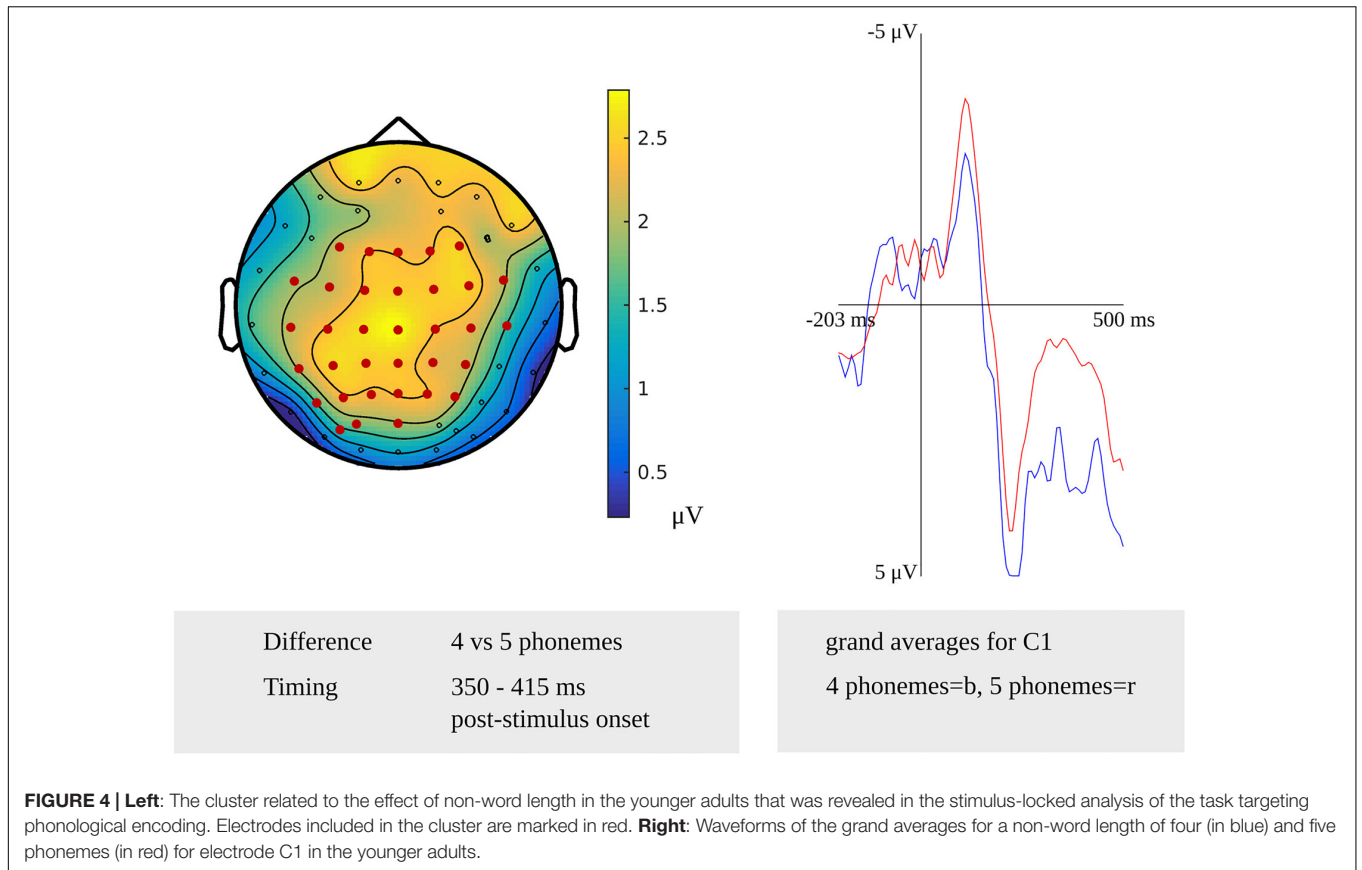 2.5
2
1.5
1
0.5
μV
-5 μV
-203 ms
500 ms
5 μV
Difference 4 vs 5 phonemes
Timing 350 - 415 ms
post-stimulus onset
grand averages for C1
4 phonemes=b, 5 phonemes=r
FIGURE 4 | Left: The cluster related to the effect of non-word length in the younger adults that was revealed in the stimulus-locked analysis of the task targeting
phonological encoding. Electrodes included in the cluster are marked in red. Right: Waveforms of the grand averages for a non-word length of four (in blue) and five
phonemes (in red) for electrode C1 in the younger adults.